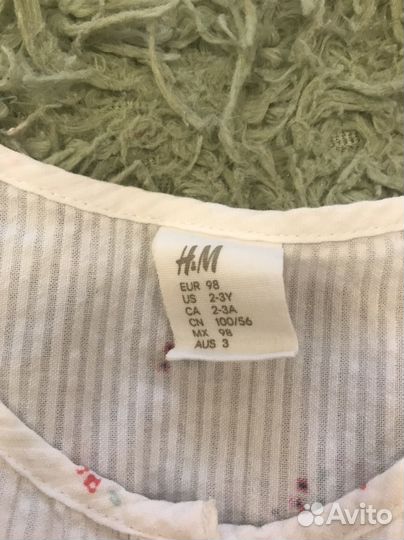 H&M
EUR 98
US 2-3Y
CA 2-3A
CN 100/56
MX 98
AUS 3
Avito